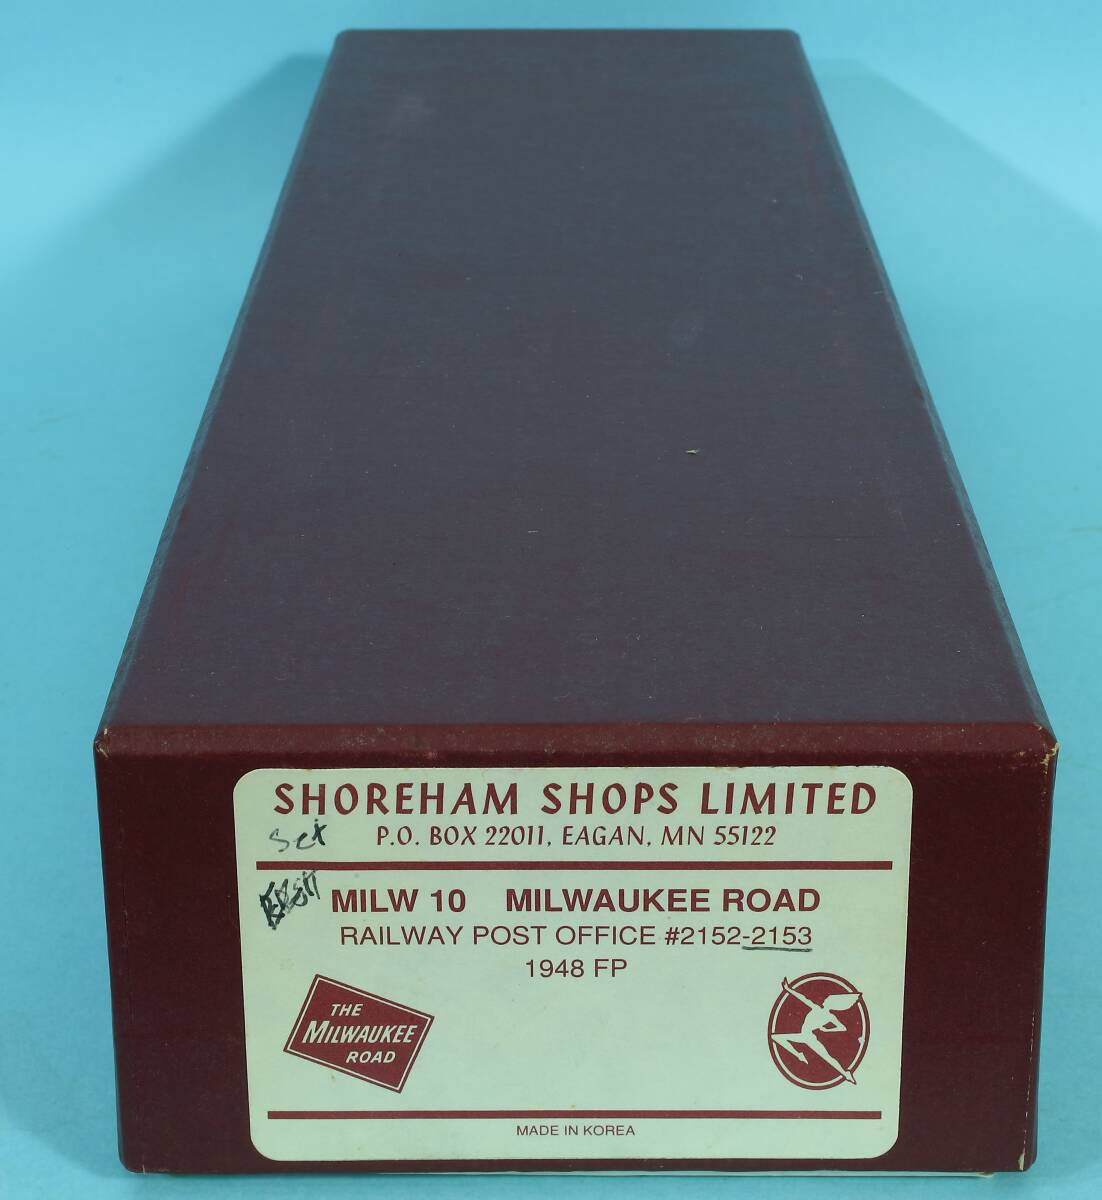 SHOREHAM SHOPS LIMITED
P.O. BOX 22011, EAGAN, MN 55122
Set
MILW 10 MILWAUKEE ROAD
RAILWAY POST OFFICE #2152-2153
1948 FP
THE
MILWAUKEE
ROAD
MADE IN KOREA